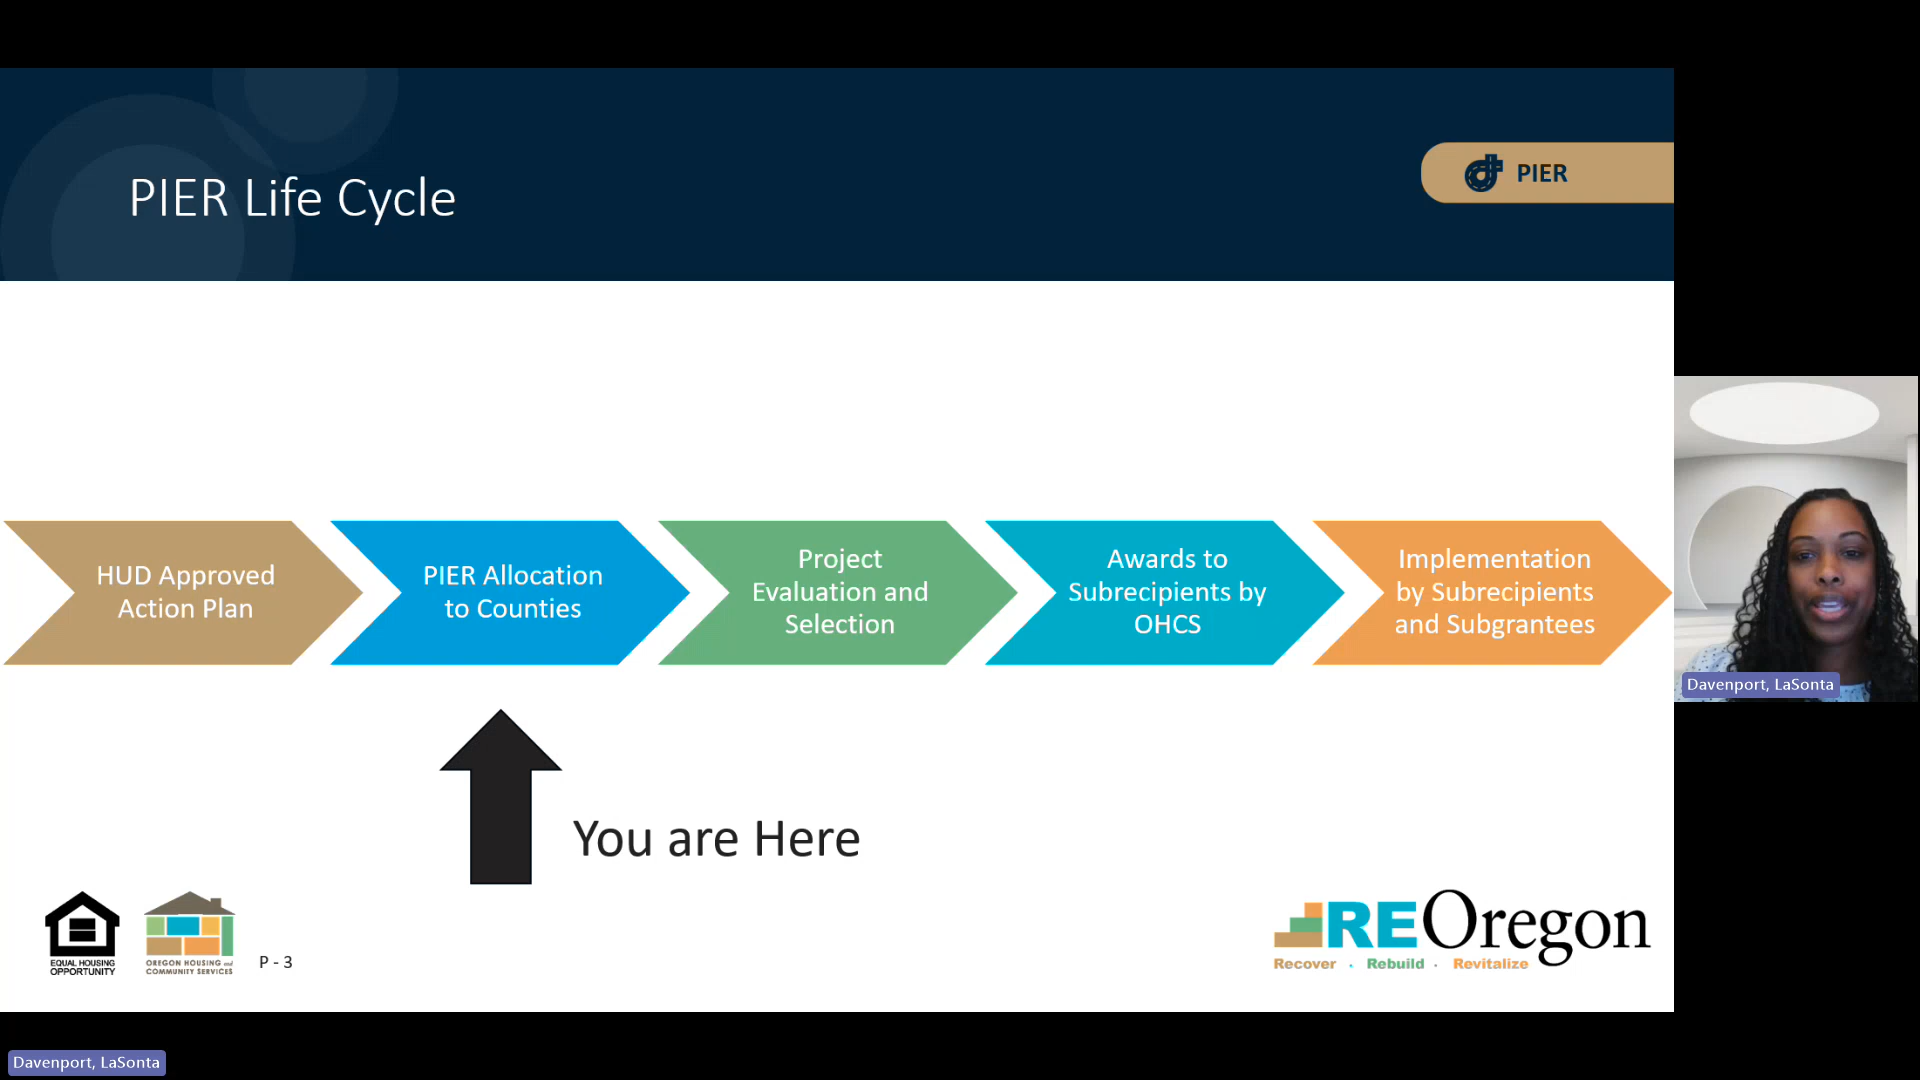 PIER Life Cycle
PIER
HUD Approved
Action Plan
PIER Allocation
to Counties
Project
Evaluation and
Selection
Awards to
Subrecipients by
OHCS
Implementation
by Subrecipients
and Subgrantees
Davenport, LaSonta
You are Here
EQUAL HOUSING
OPPORTUNITY
OREGON HOUSING and
COMMUNITY SERVICES
P - 3
REOregon
Recover . Rebuild . Revitalize
Davenport, LaSonta